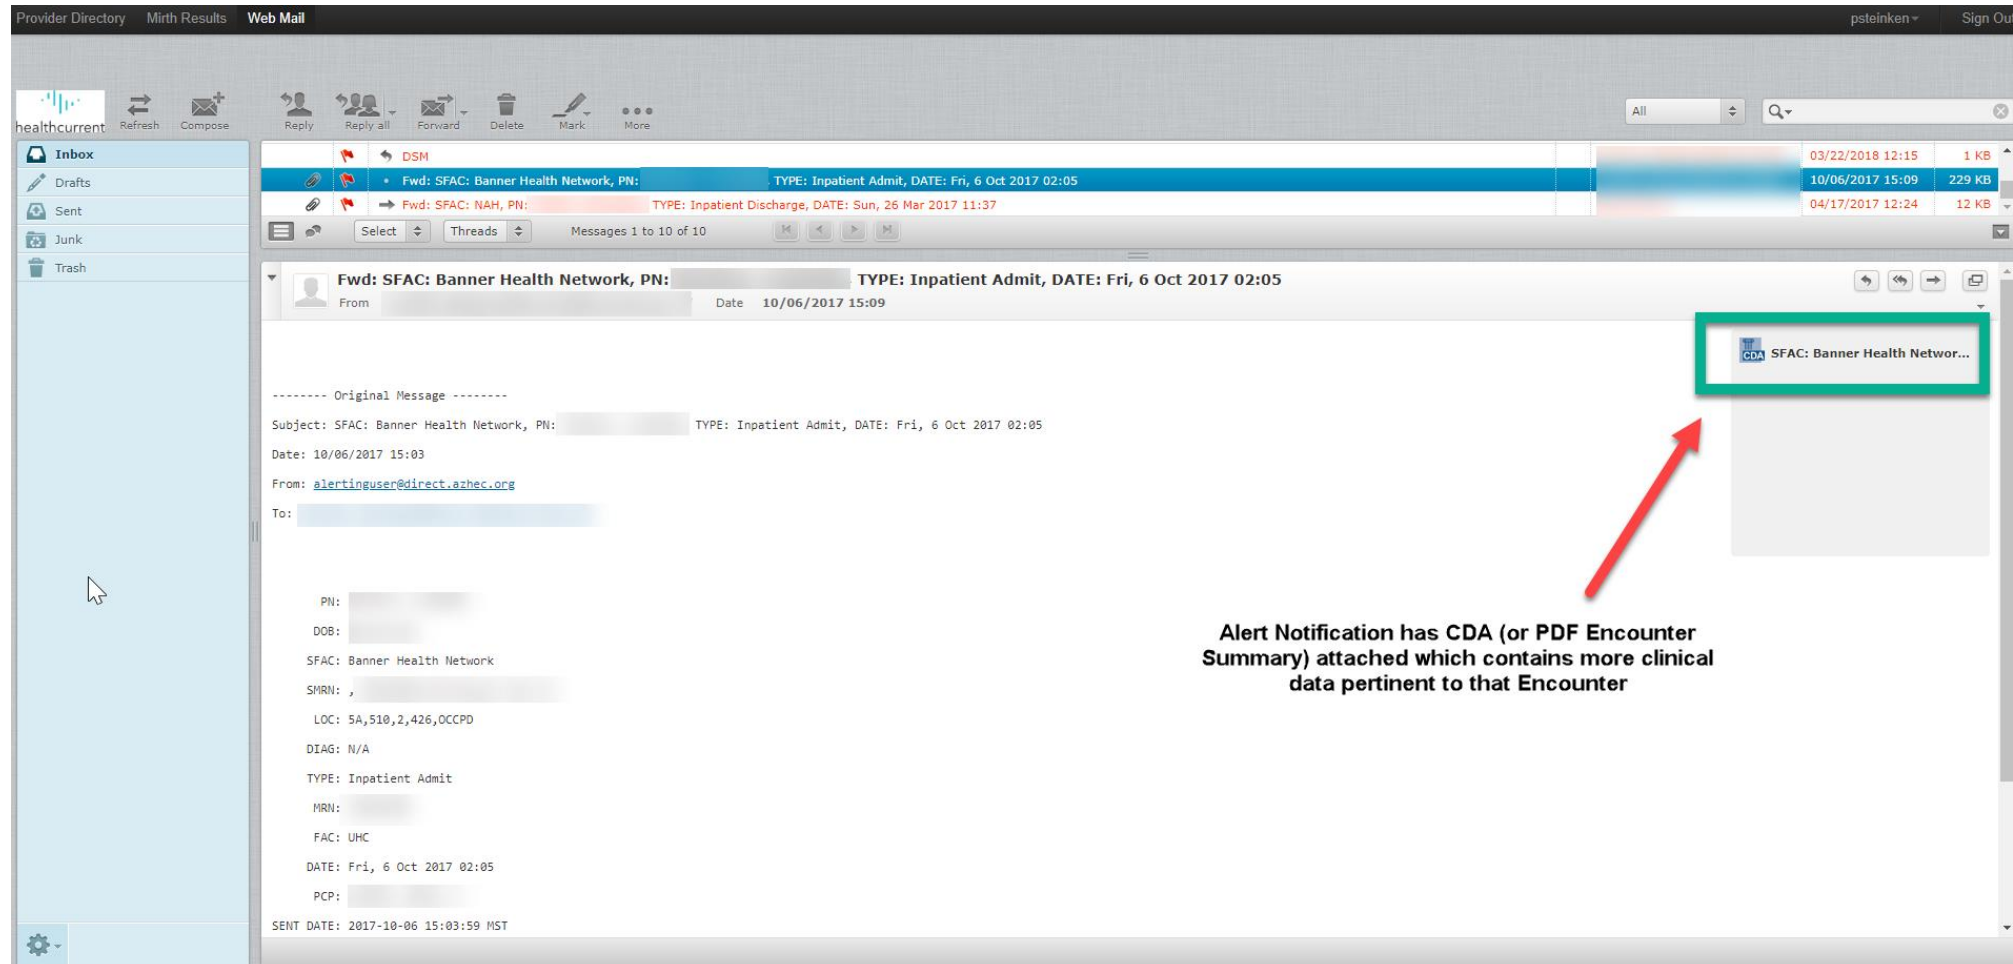 Provider Directory Mirth Results Web Mail psteinken Sign Out
healthcurrent Refresh Compose Reply Reply all Forward Delete Mark More All
Inbox
Drafts
Sent
Junk
Trash
DSM 03/22/2018 12:15 1 KB
Fwd: SFAC: Banner Health Network, PN: TYPE: Inpatient Admit, DATE: Fri, 6 Oct 2017 02:05 10/06/2017 15:09 229 KB
Fwd: SFAC: NAH, PN: TYPE: Inpatient Discharge, DATE: Sun, 26 Mar 2017 11:37 04/17/2017 12:24 12 KB
Select Threads Messages 1 to 10 of 10
Fwd: SFAC: Banner Health Network, PN: TYPE: Inpatient Admit, DATE: Fri, 6 Oct 2017 02:05
From Date 10/06/2017 15:09
CDA SFAC: Banner Health Networ...
-------- Original Message --------
Subject: SFAC: Banner Health Network, PN: TYPE: Inpatient Admit, DATE: Fri, 6 Oct 2017 02:05
Date: 10/06/2017 15:03
From: alertinguser@direct.azhec.org
To:
PN:
DOB:
SFAC: Banner Health Network
SMRN: ,
LOC: 5A,510,2,426,OCCPD
DIAG: N/A
TYPE: Inpatient Admit
MRN:
FAC: UHC
DATE: Fri, 6 Oct 2017 02:05
PCP:
SENT DATE: 2017-10-06 15:03:59 MST
Alert Notification has CDA (or PDF Encounter
Summary) attached which contains more clinical
data pertinent to that Encounter